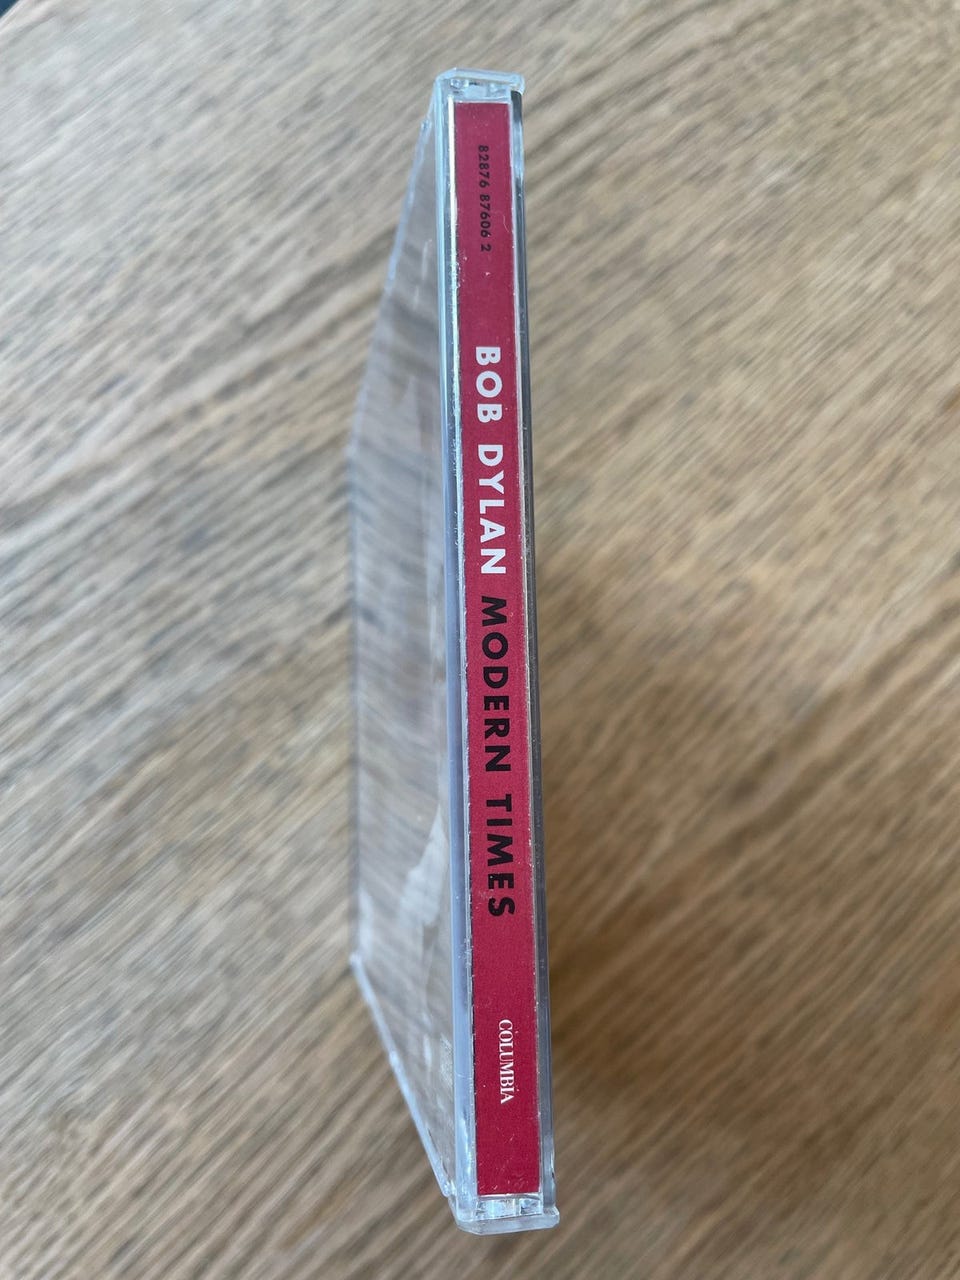 82876 87606 2
BOB DYLAN MODERN TIMES
COLUMBIA